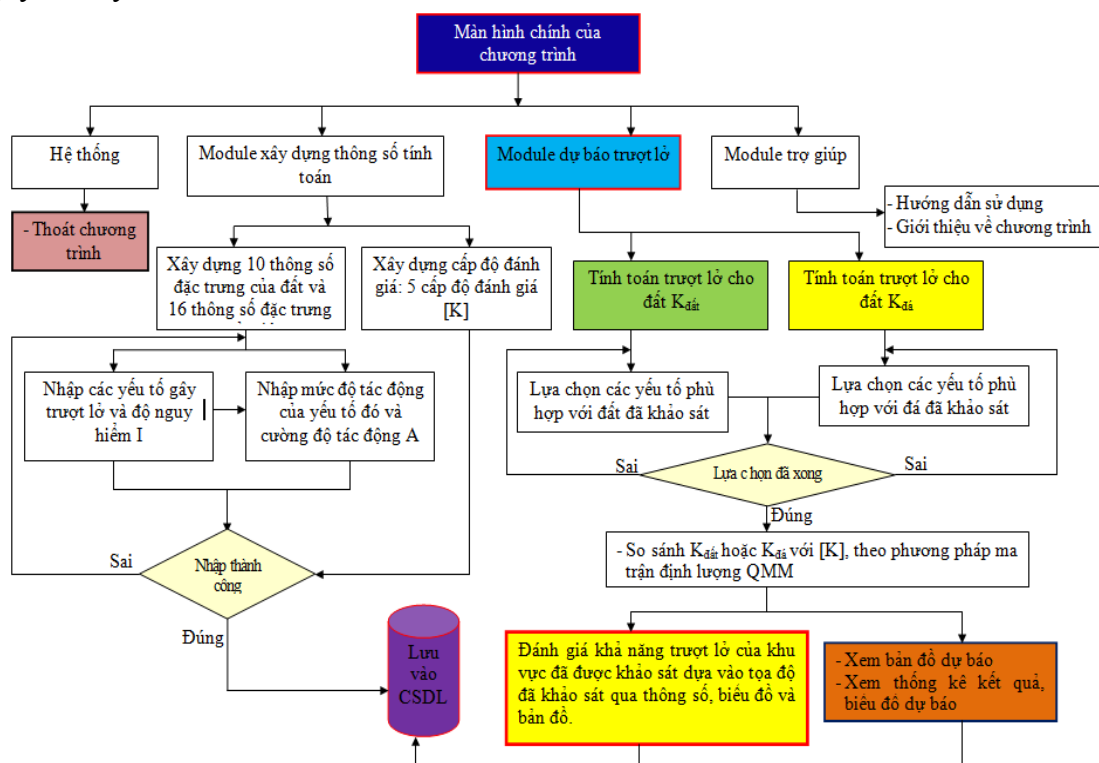 Màn hình chính của
chương trình
Hệ thống
Module xây dựng thông số tính
toán
Module dự báo trượt lở
Module trợ giúp
- Thoát chương
trình
- Hướng dẫn sử dụng
- Giới thiệu về chương trình
Xây dựng 10 thông số
đặc trưng của đất và
16 thông số đặc trưng
Xây dựng cấp độ đánh
giá: 5 cấp độ đánh giá
[K]
Tính toán trượt lở cho
đất Kđất
Tính toán trượt lở cho
đất Kđá
Nhập các yếu tố gây
trượt lở và độ nguy
hiểm I
Nhập mức độ tác động
của yếu tố đó và
cường độ tác động A
Lựa chọn các yếu tố phù
hợp với đất đã khảo sát
Lựa chọn các yếu tố phù
hợp với đá đã khảo sát
Sai
Lựa chọn đã xong
Sai
Đúng
Sai
Nhập thành
công
Đúng
- So sánh Kđất hoặc Kđá với [K], theo phương pháp ma
trận định lượng QMM
Lưu
vào
CSDL
Đánh giá khả năng trượt lở của khu
vực đã được khảo sát dựa vào tọa độ
đã khảo sát qua thông số, biểu đồ và
bản đồ.
- Xem bản đồ dự báo
- Xem thống kê kết quả,
biểu đồ dự báo